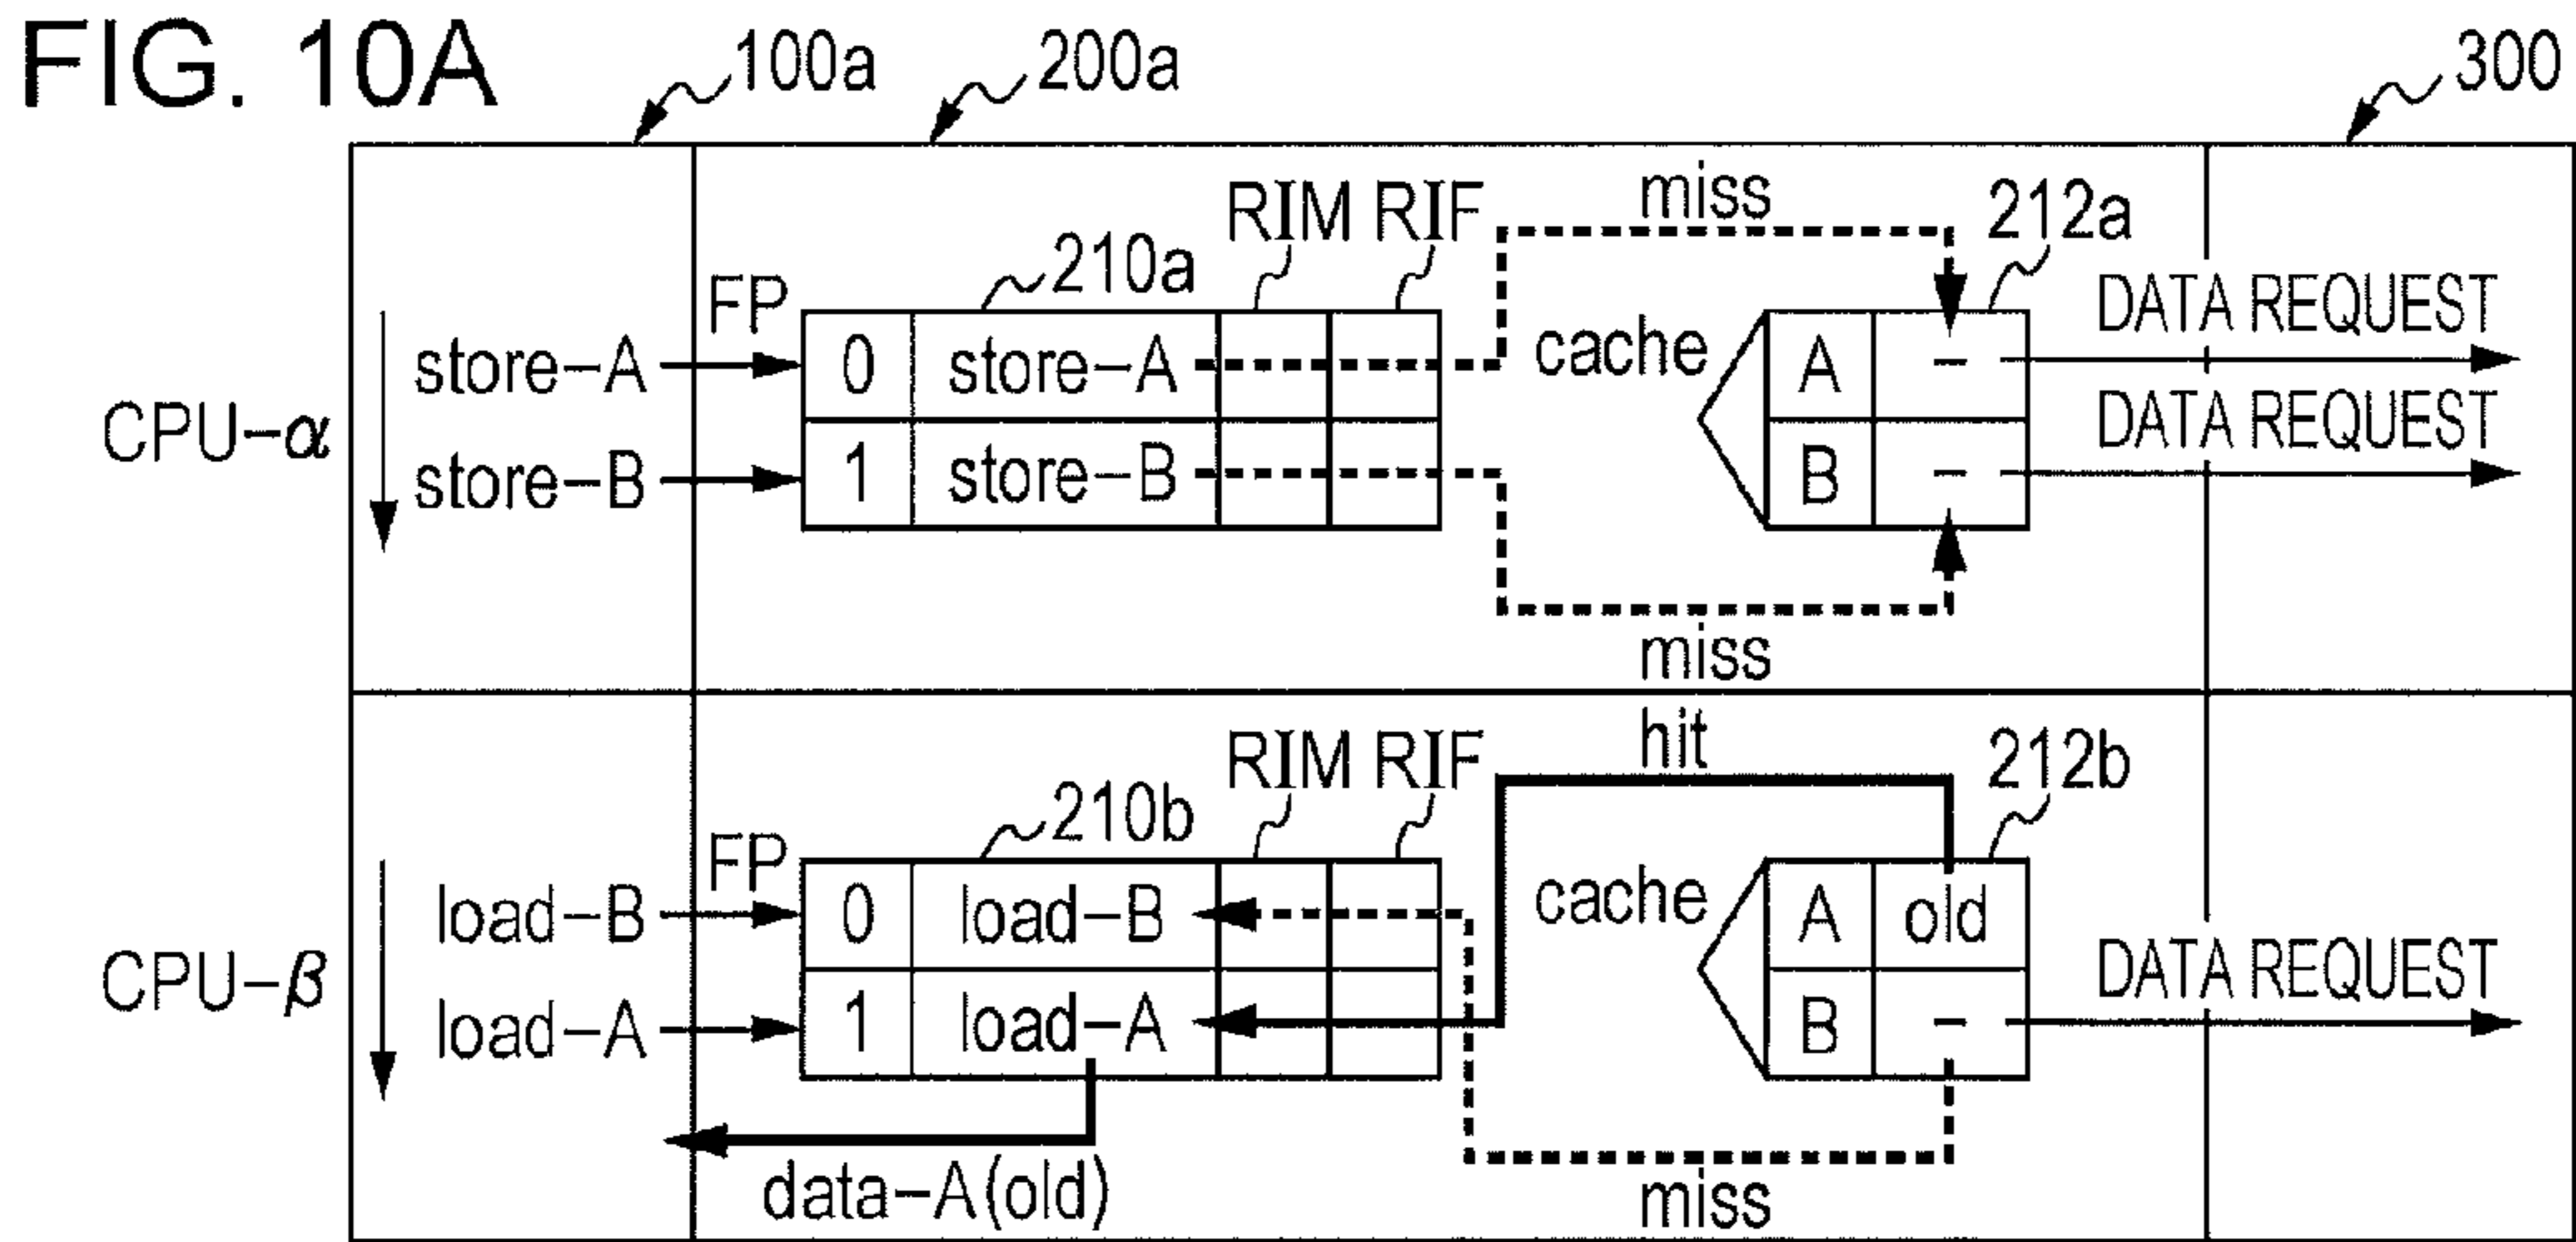 FIG. 10A
100a 200a 300
RIM RIF miss 212a
210a
FP DATA REQUEST
store-A 0 store-A cache A -
CPU-α DATA REQUEST
store-B 1 store-B B -
miss
hit
RIM RIF 212b
210b
FP
load-B 0 load-B cache A old
CPU-β DATA REQUEST
load-A 1 load-A B -
data-A(old) miss